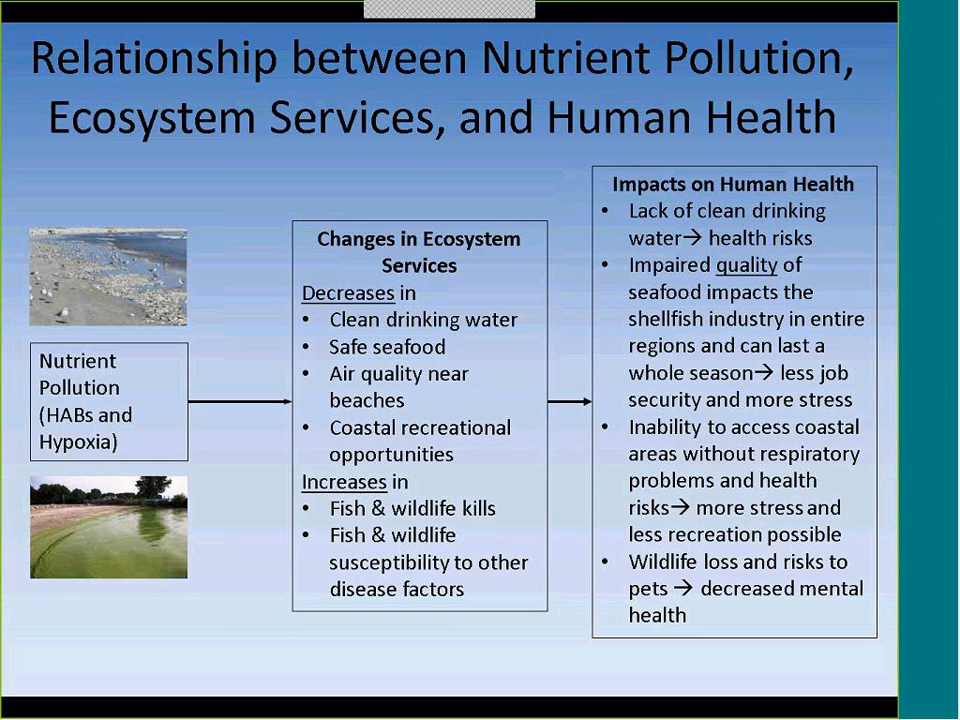 Relationship between Nutrient Pollution,
Ecosystem Services, and Human Health
Nutrient
Pollution
(HABs and
Hypoxia)
Changes in Ecosystem
Services
Decreases in
• Clean drinking water
• Safe seafood
• Air quality near
beaches
• Coastal recreational
opportunities
Increases in
• Fish & wildlife kills
• Fish & wildlife
susceptibility to other
disease factors
Impacts on Human Health
• Lack of clean drinking
water→ health risks
• Impaired quality of
seafood impacts the
shellfish industry in entire
regions and can last a
whole season→ less job
security and more stress
• Inability to access coastal
areas without respiratory
problems and health
risks→ more stress and
less recreation possible
• Wildlife loss and risks to
pets → decreased mental
health